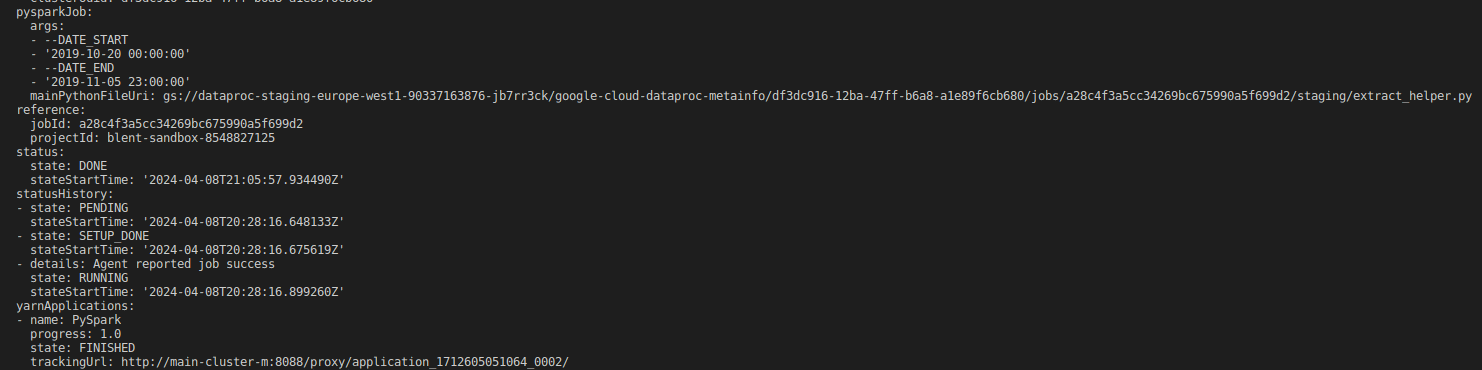 pysparkJob:
  args:
  - --DATE_START
  - '2019-10-20 00:00:00'
  - --DATE_END
  - '2019-11-05 23:00:00'
  mainPythonFileUri: gs://dataproc-staging-europe-west1-90337163876-jb7rr3ck/google-cloud-dataproc-metainfo/df3dc916-12ba-47ff-b6a8-a1e89f6cb680/jobs/a28c4f3a5cc34269bc675990a5f699d2/staging/extract_helper.py
reference:
  jobId: a28c4f3a5cc34269bc675990a5f699d2
  projectId: blent-sandbox-8548827125
status:
  state: DONE
  stateStartTime: '2024-04-08T21:05:57.934490Z'
statusHistory:
- state: PENDING
  stateStartTime: '2024-04-08T20:28:16.648133Z'
- state: SETUP_DONE
  stateStartTime: '2024-04-08T20:28:16.675619Z'
- details: Agent reported job success
  state: RUNNING
  stateStartTime: '2024-04-08T20:28:16.899260Z'
yarnApplications:
- name: PySpark
  progress: 1.0
  state: FINISHED
  trackingUrl: http://main-cluster-m:8088/proxy/application_1712605051064_0002/